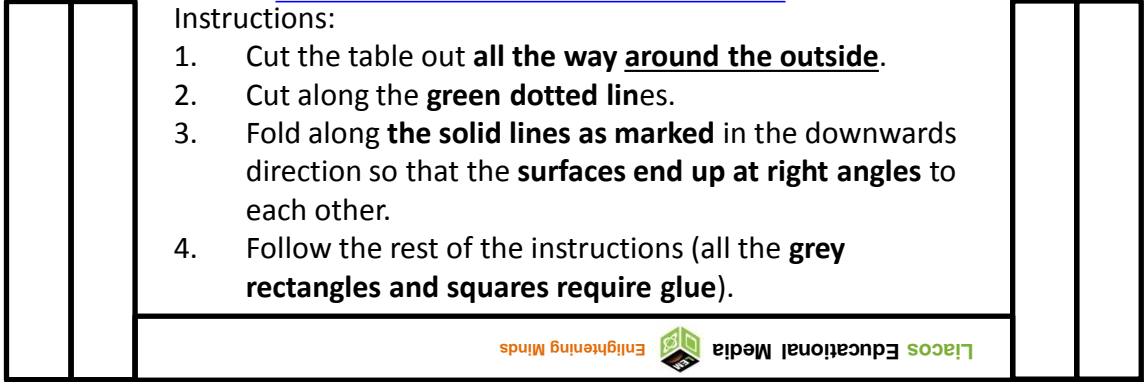 Instructions:
1. Cut the table out all the way around the outside.
2. Cut along the green dotted lines.
3. Fold along the solid lines as marked in the downwards
direction so that the surfaces end up at right angles to
each other.
4. Follow the rest of the instructions (all the grey
rectangles and squares require glue).
Liacos Educational Media LEM Enlightening Minds